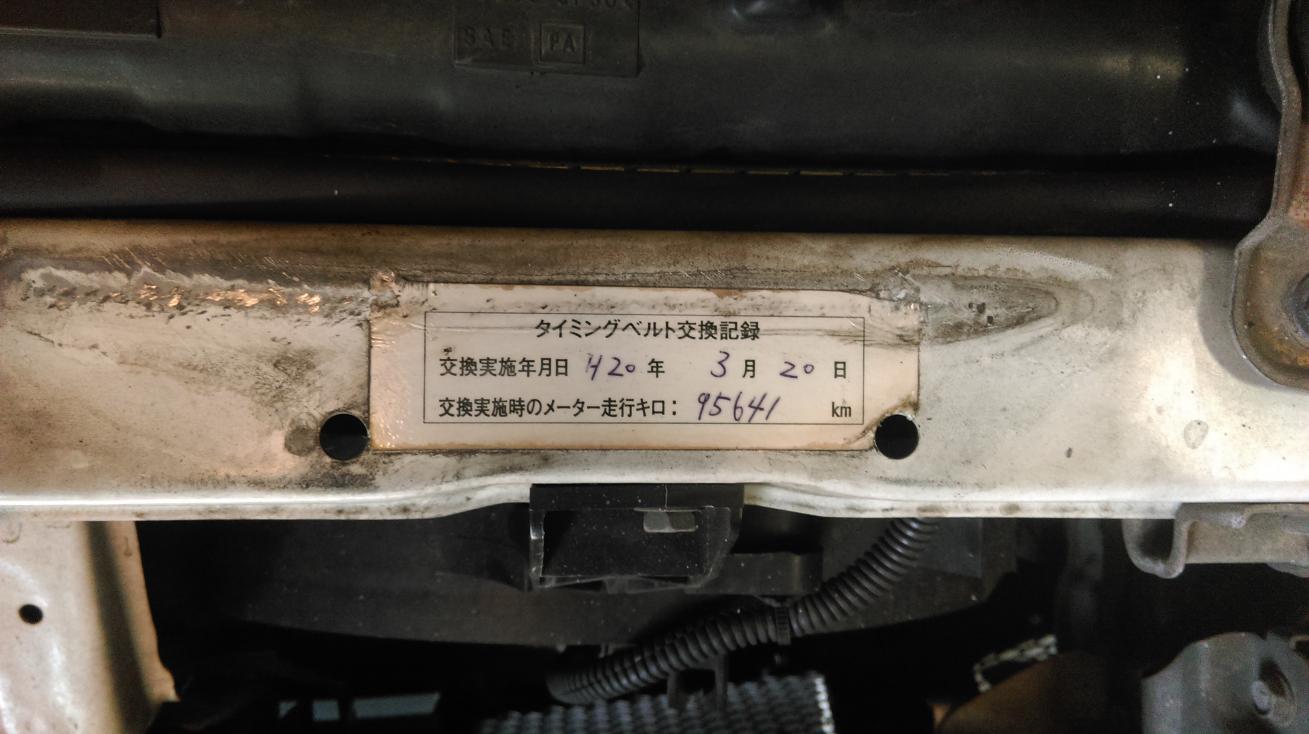 SAE PA
タイミングベルト交換記録
交換実施年月日 H20 年 3 月 20 日
交換実施時のメーター走行キロ: 95641 km